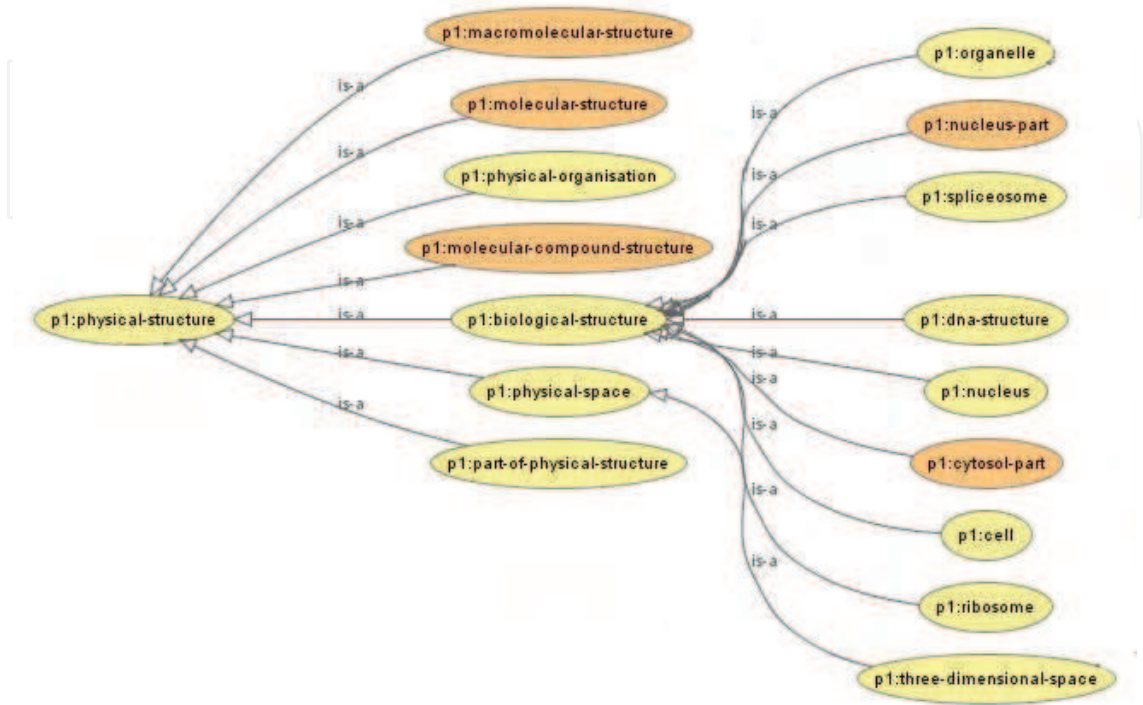 p1:macromolecular-structure
p1:molecular-structure
p1:physical-organisation
p1:molecular-compound-structure
p1:physical-structure
p1:biological-structure
p1:physical-space
p1:part-of-physical-structure
is-a
is-a
is-a
is-a
is-a
is-a
is-a
p1:organelle
p1:nucleus-part
p1:spliceosome
p1:dna-structure
p1:nucleus
p1:cytosol-part
p1:cell
p1:ribosome
p1:three-dimensional-space
is-a
is-a
is-a
is-a
is-a
is-a
is-a
is-a
is-a